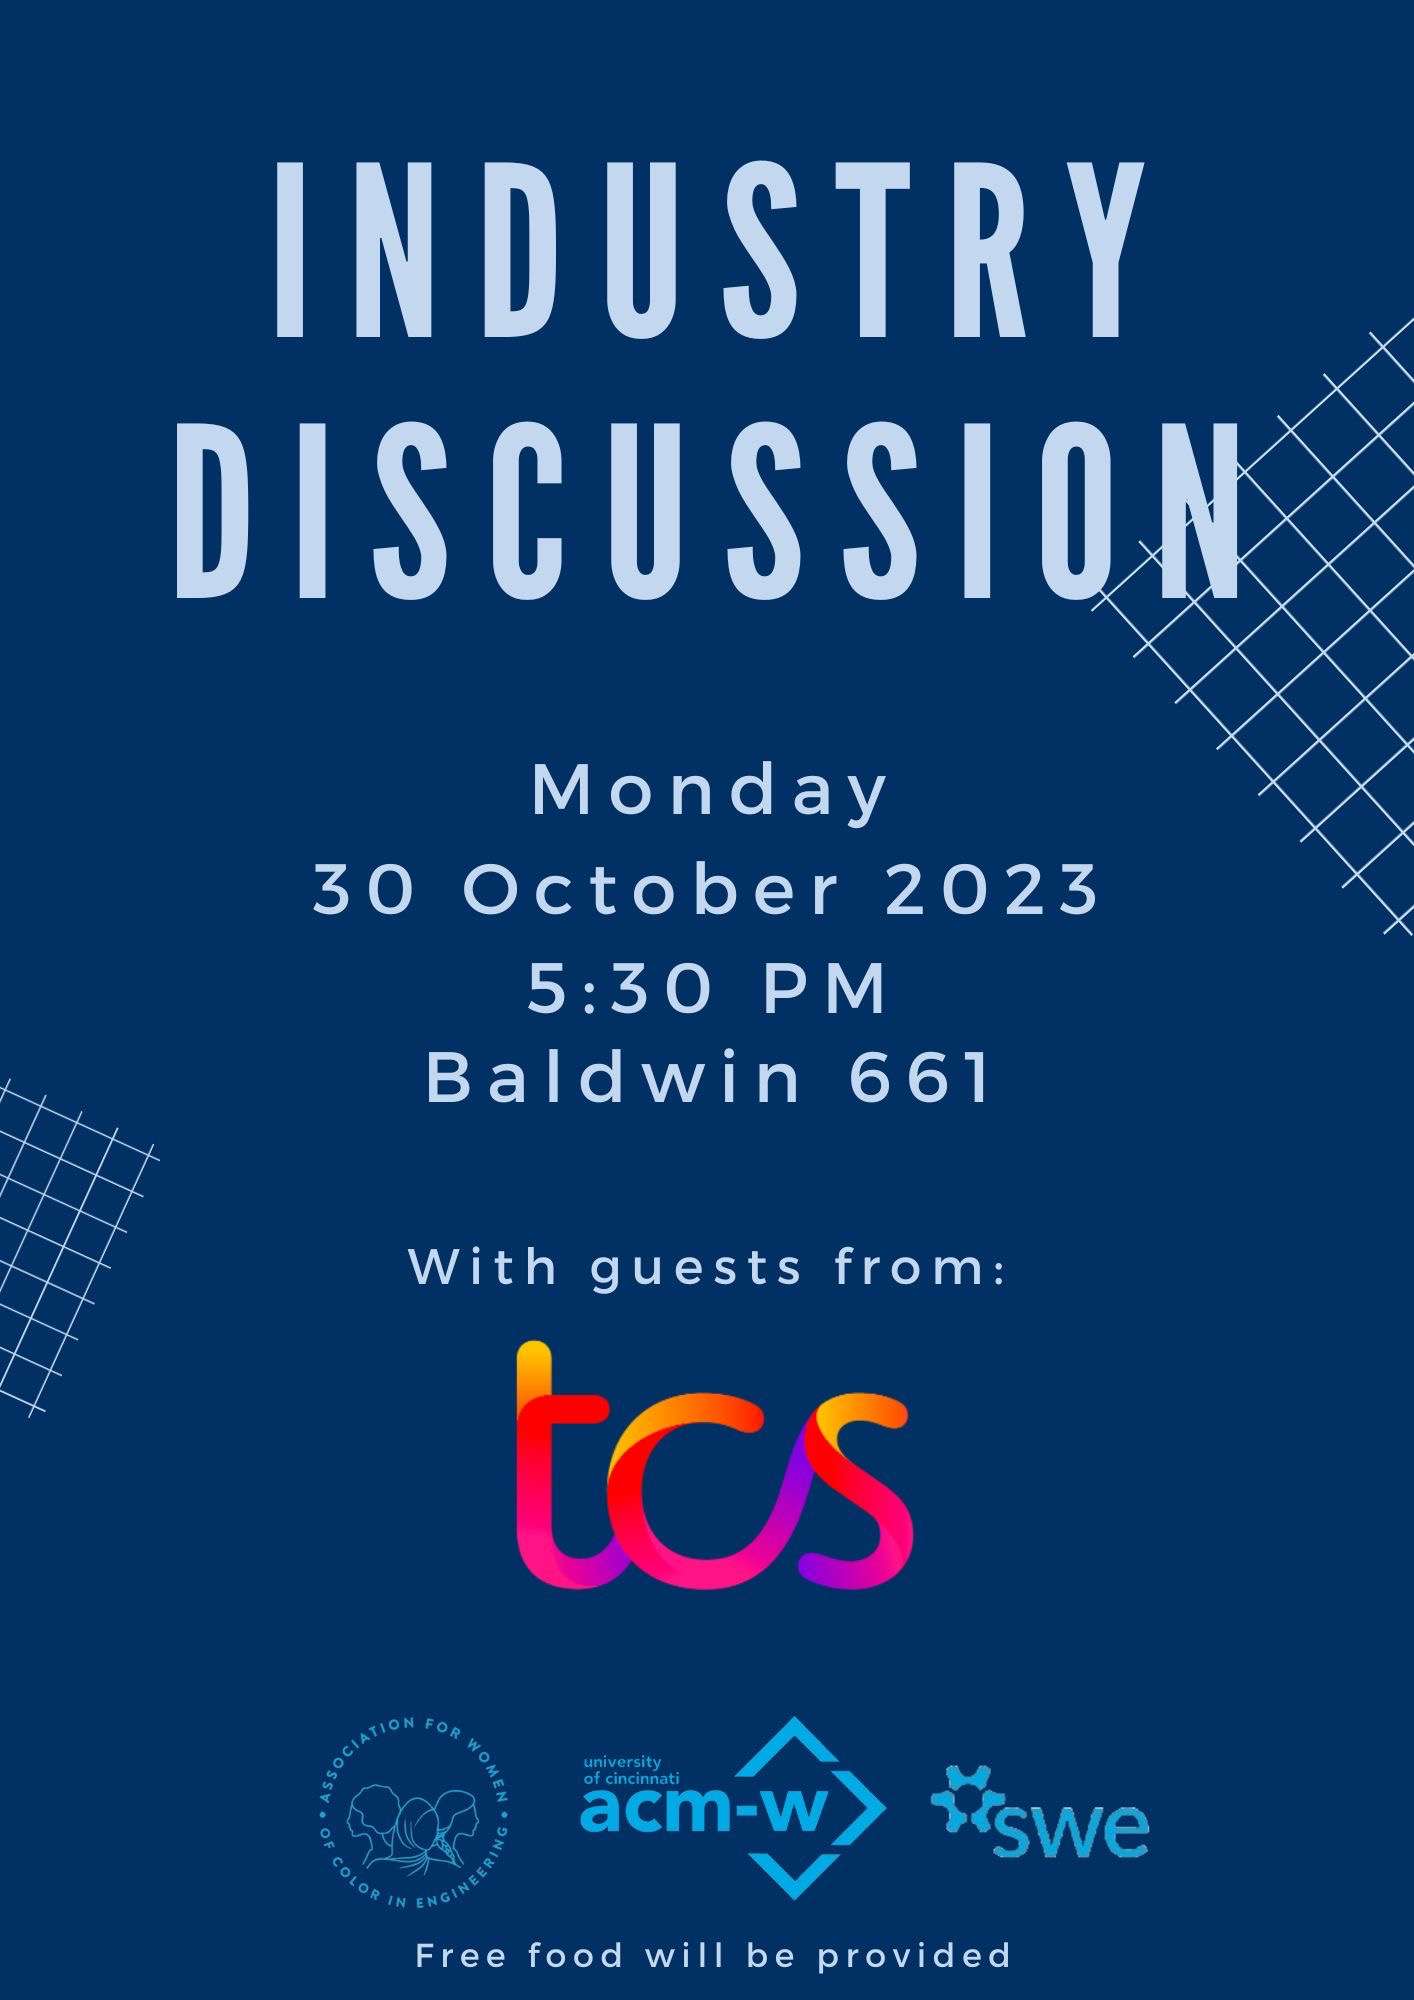 INDUSTRY
DISCUSSION
Monday
30 October 2023
5:30 PM
Baldwin 661
With guests from:
tcs
ASSOCIATION FOR WOMEN
OF COLOR IN ENGINEERING
university
of cincinnati
acm-w
swe
Free food will be provided